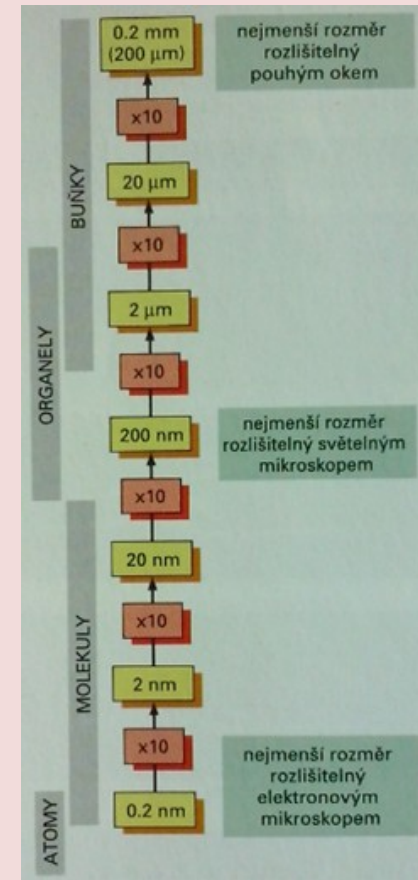 0.2 mm
(200 µm)
nejmenší rozměr
rozlišitelný
pouhým okem
x10
BUŇKY
20 µm
x10
2 µm
ORGANELY
x10
200 nm
nejmenší rozměr
rozlišitelný světelným
mikroskopem
x10
20 nm
x10
MOLEKULY
2 nm
x10
nejmenší rozměr
rozlišitelný
elektronovým
mikroskopem
0.2 nm
ATOMY